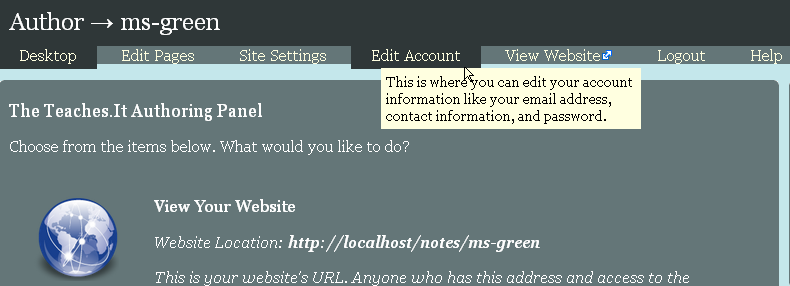 Author → ms-green
Desktop Edit Pages Site Settings Edit Account View Website Logout Help
This is where you can edit your account
information like your email address,
contact information, and password.
The Teaches.It Authoring Panel
Choose from the items below. What would you like to do?
View Your Website
Website Location: http://localhost/notes/ms-green
This is your website's URL. Anyone who has this address and access to the